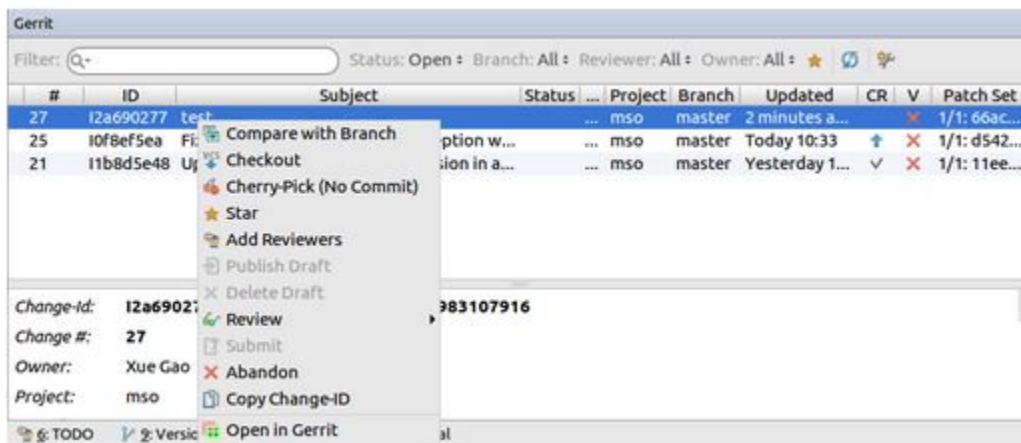 Gerrit
Filter: Status: Open Branch: All Reviewer: All Owner: All
# ID Subject Status ... Project Branch Updated CR V Patch Set
27 I2a690277 test ... mso master 2 minutes a... 1/1: 66ac...
25 I0f8ef5ea ption w... ... mso master Today 10:33 1/1: d542...
21 I1b8d5e48 sion in a... ... mso master Yesterday 1... 1/1: 11ee...
Compare with Branch
Checkout
Cherry-Pick (No Commit)
Star
Add Reviewers
Publish Draft
Delete Draft
Review
Submit
Abandon
Copy Change-ID
Open in Gerrit
Change-Id: I2a69027 983107916
Change #: 27
Owner: Xue Gao
Project: mso
6: TODO 9: Versio al